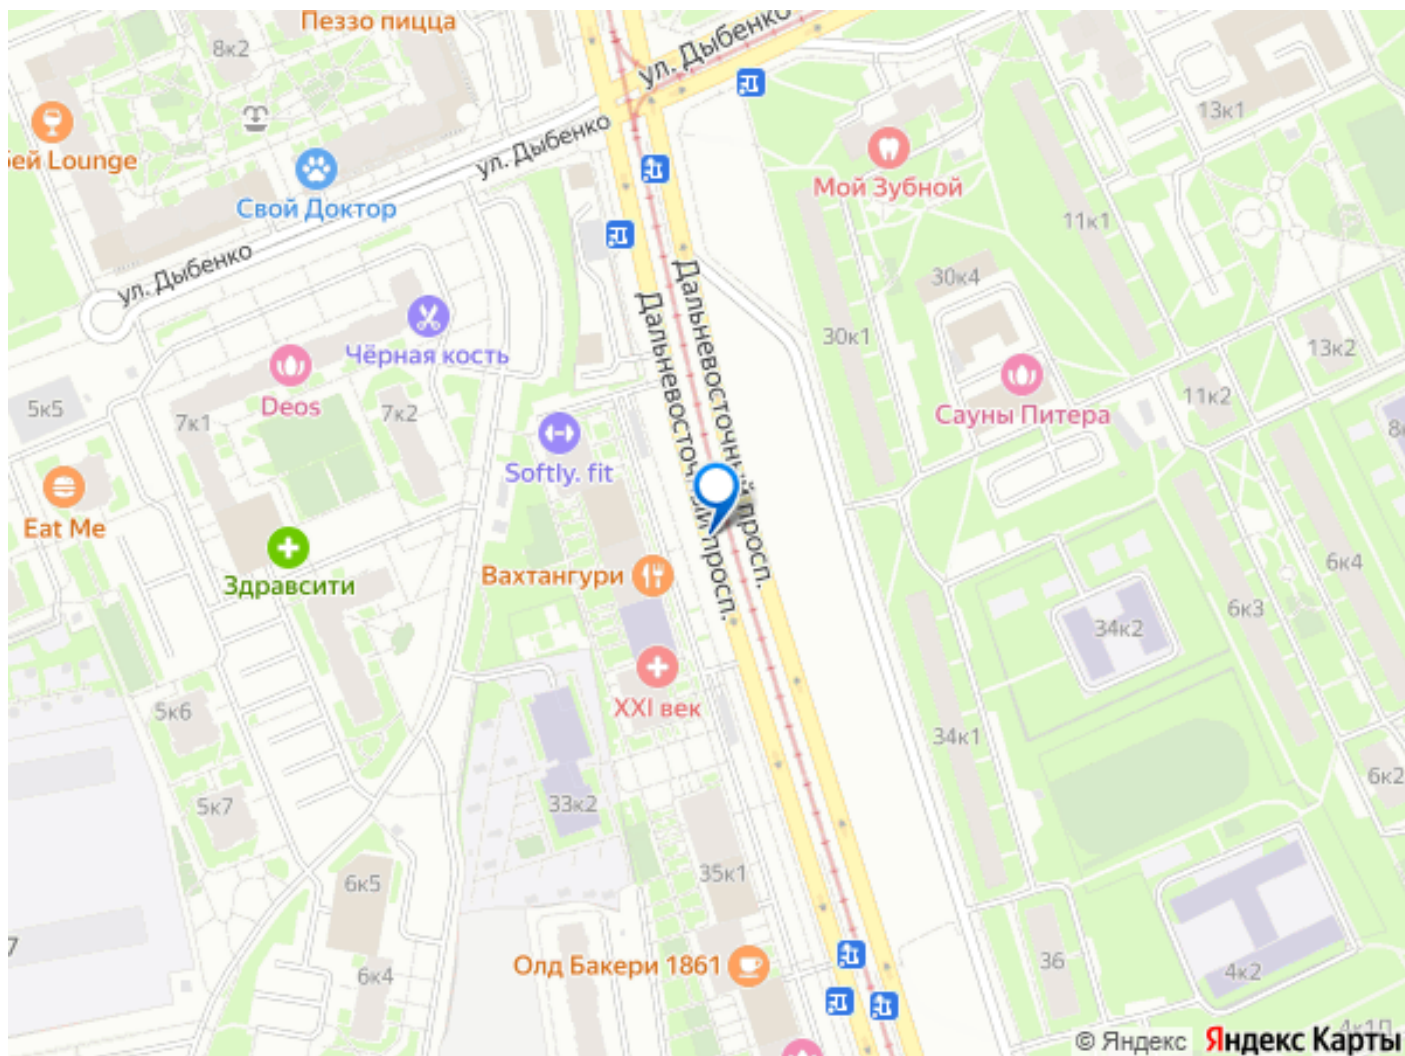 Пеззо пицца
8к2
ул. Дыбенко
13к1
бей Lounge
ул. Дыбенко
Мой Зубной
Свой Доктор
11к1
ул. Дыбенко
Дальневосточный просп.
Дальневосточный просп.
30к4
30к1
13к2
Чёрная кость
Deos
7к1
7к2
5к5
11к2
Сауны Питера
Softly. fit
Eat Me
Здравсити
Вахтангури
6к4
6к3
34к2
XXI век
5к6
34к1
6к2
5к7
33к2
35к1
6к5
Олд Бакери 1861
6к4
36
4к2
7
4к1Л
© Яндекс Яндекс Карты